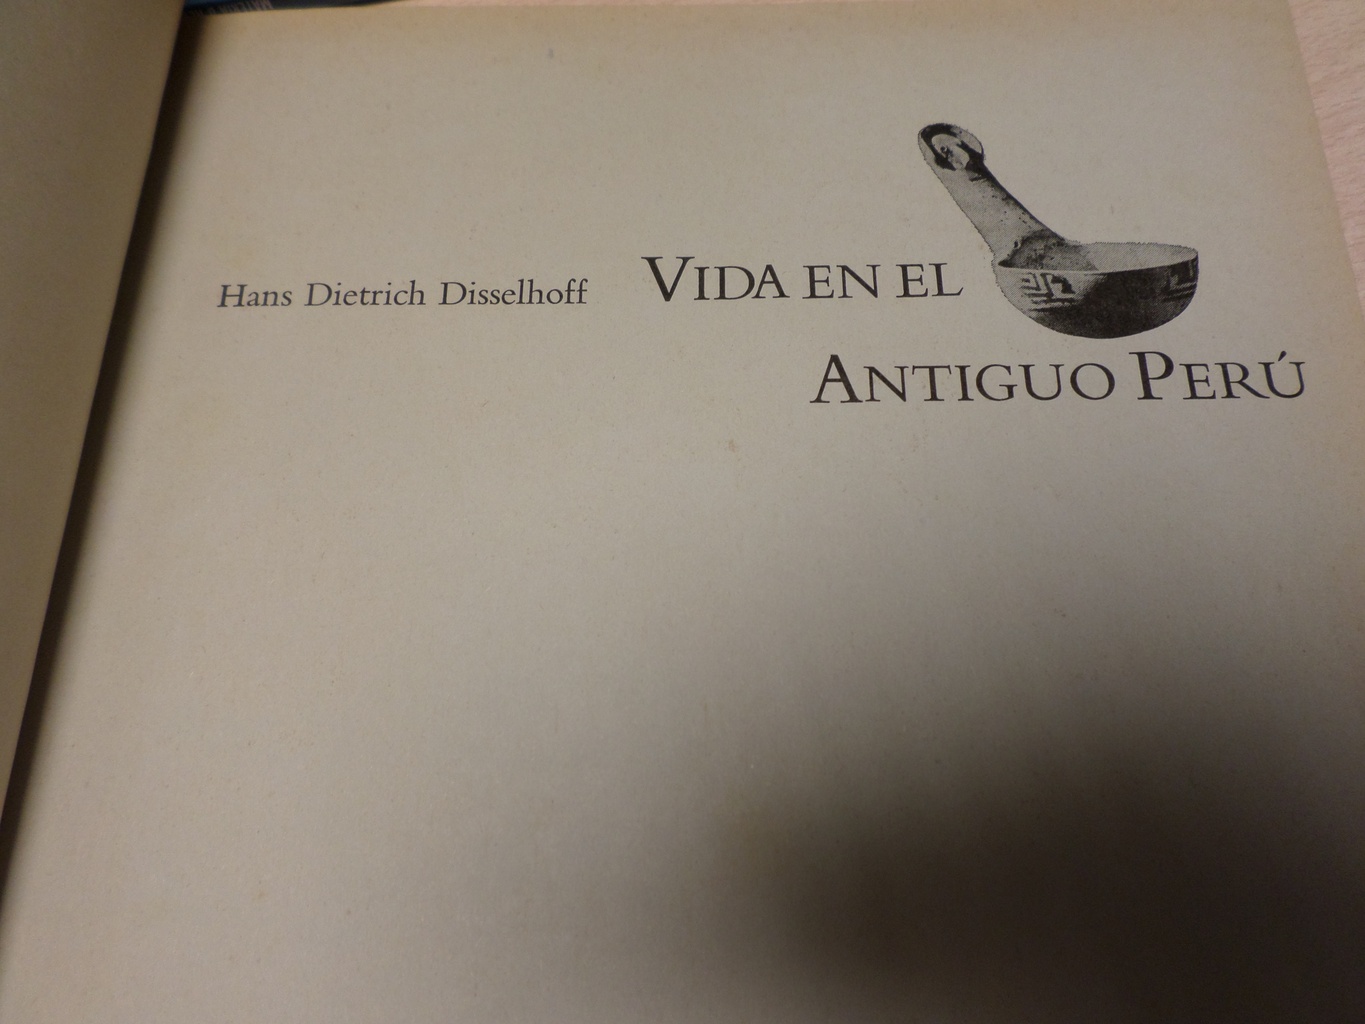 Hans Dietrich Disselhoff
VIDA EN EL
ANTIGUO PERÚ